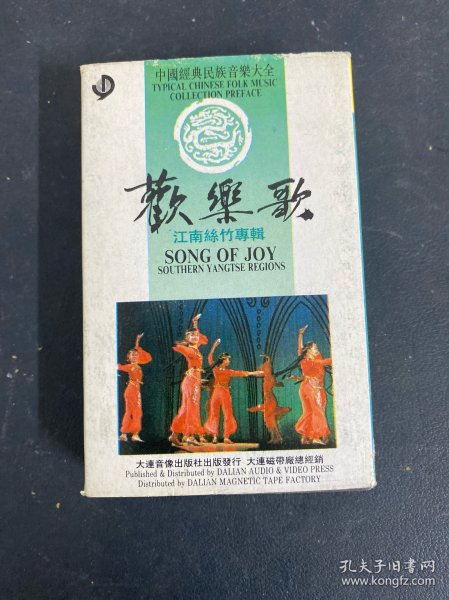 中國經典民族音樂大全
TYPICAL CHINESE FOLK MUSIC
COLLECTION PREFACE
歡樂歌
江南絲竹專輯
SONG OF JOY
SOUTHERN YANGTSE REGIONS
大連音像出版社出版發行 大連磁帶廠總經銷
Published & Distributed by DALIAN AUDIO & VIDEO PRESS
Distributed by DALIAN MAGNETIC TAPE FACTORY
孔夫子旧书网
www.kongfz.com